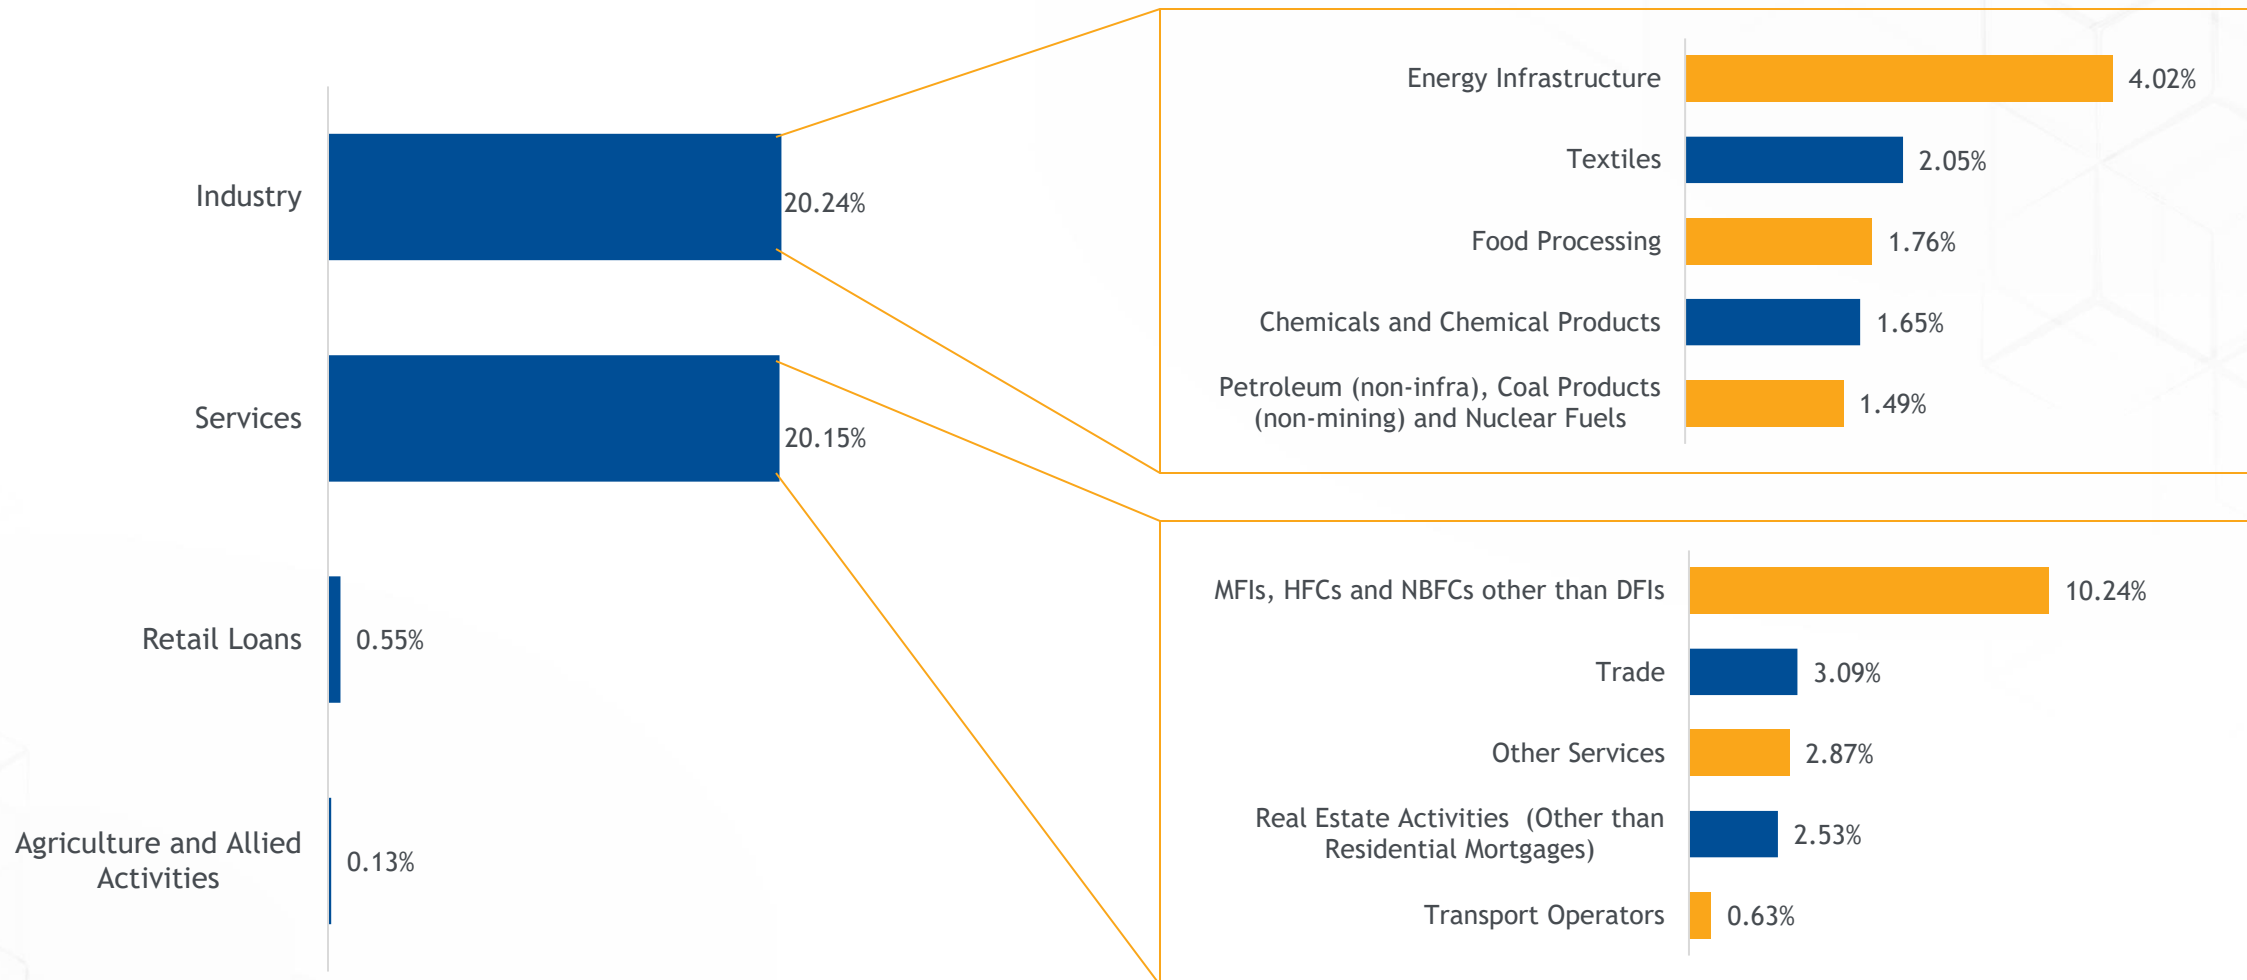 Industry
20.24%
Services
20.15%
Retail Loans
0.55%
Agriculture and Allied
Activities
0.13%
Energy Infrastructure
4.02%
Textiles
2.05%
Food Processing
1.76%
Chemicals and Chemical Products
1.65%
Petroleum (non-infra), Coal Products
(non-mining) and Nuclear Fuels
1.49%
MFIs, HFCs and NBFCs other than DFIs
10.24%
Trade
3.09%
Other Services
2.87%
Real Estate Activities (Other than
Residential Mortgages)
2.53%
Transport Operators
0.63%